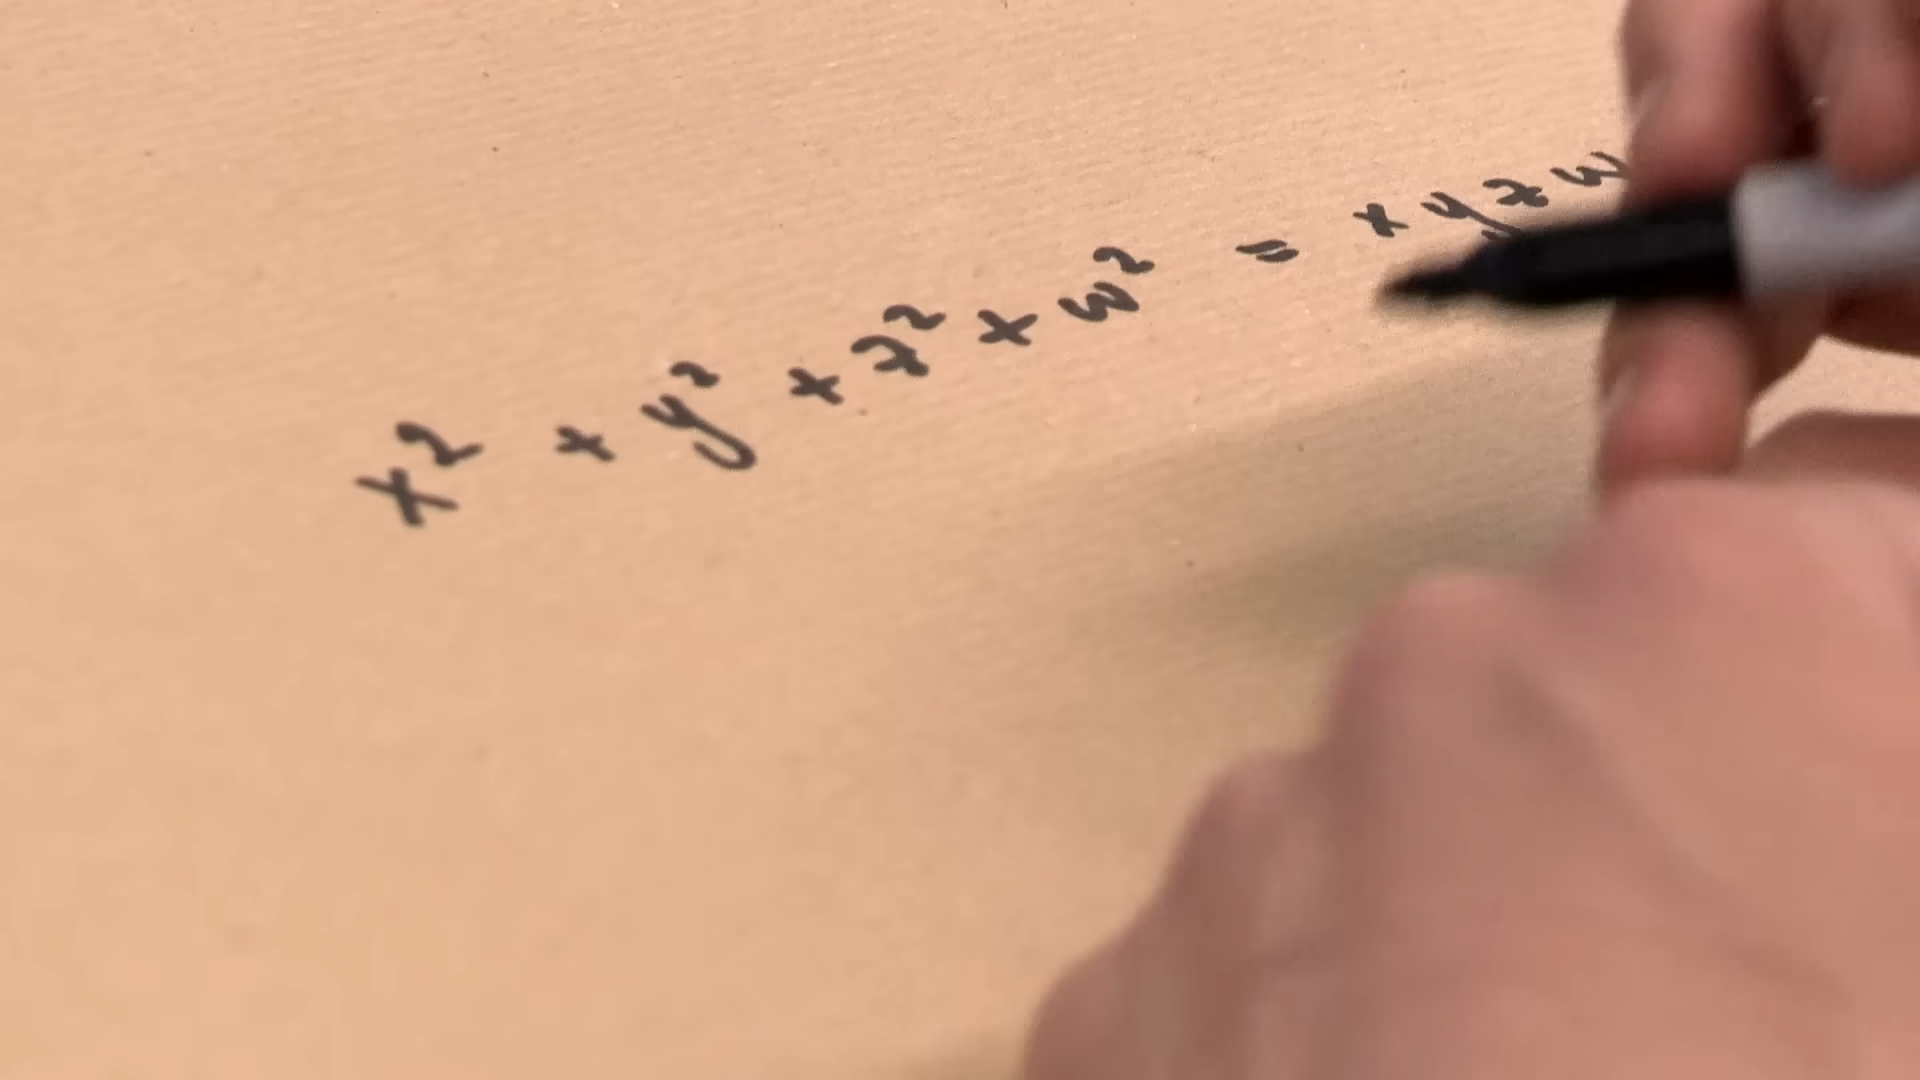 x² + y² + z² + w² = xyzw